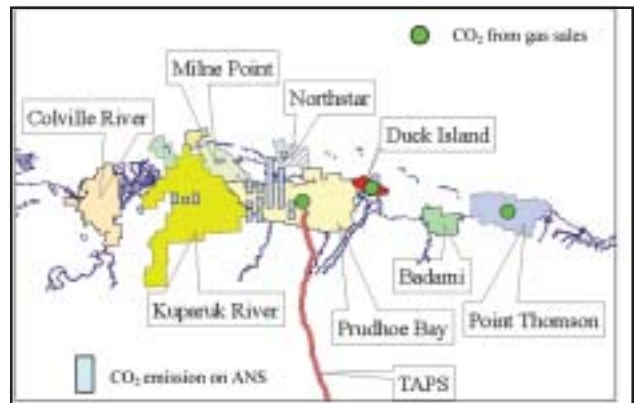 CO₂ from gas sales
Milne Point
Northstar
Colville River
Duck Island
Badami
Kuparuk River
Prudhoe Bay
Point Thomson
CO₂ emission on ANS
TAPS